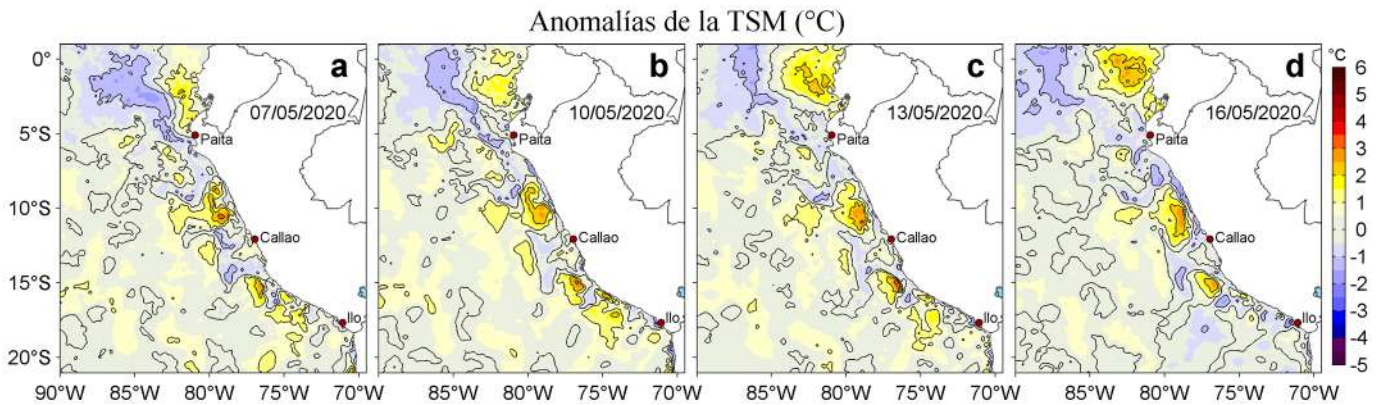 Anomalías de la TSM (°C)
a
07/05/2020
Paita
Callao
Ilo
0°
5°S
10°S
15°S
20°S
90°W
85°W
80°W
75°W
70°W
b
10/05/2020
Paita
Callao
Ilo
85°W
80°W
75°W
70°W
c
13/05/2020
Paita
Callao
Ilo
85°W
80°W
75°W
70°W
d
16/05/2020
Paita
Callao
Ilo
85°W
80°W
75°W
70°W
°C
6
5
4
3
2
1
0
-1
-2
-3
-4
-5